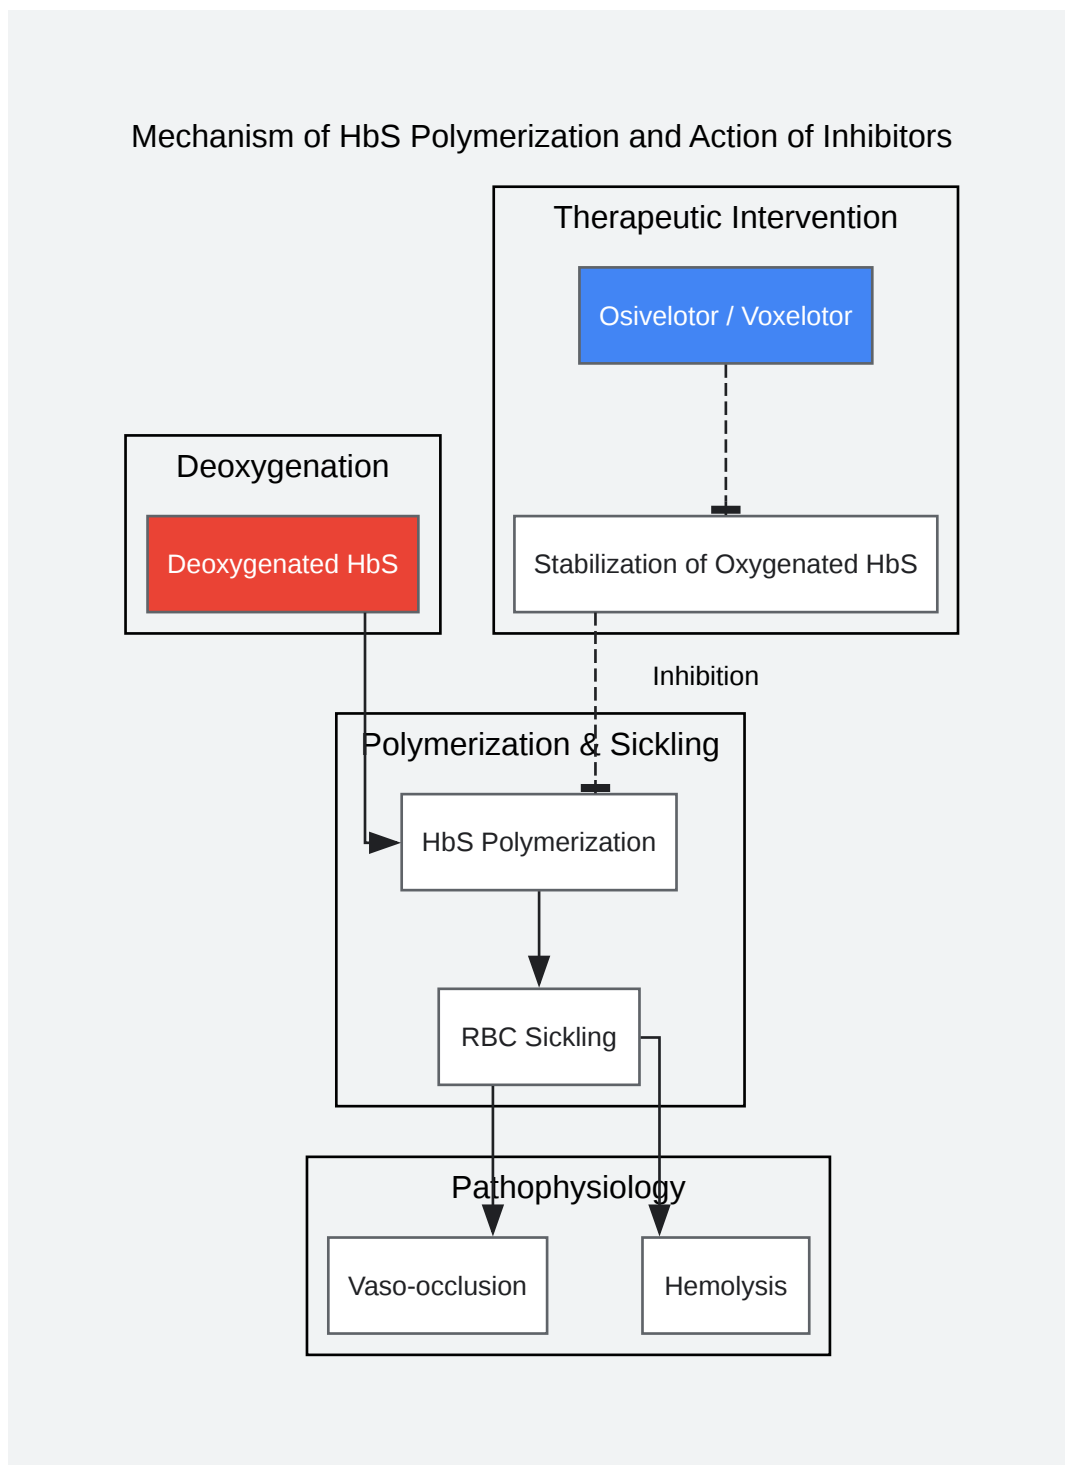 Mechanism of HbS Polymerization and Action of Inhibitors
Therapeutic Intervention
Osivelotor / Voxelotor
Deoxygenation
Deoxygenated HbS
Stabilization of Oxygenated HbS
Inhibition
Polymerization & Sickling
HbS Polymerization
RBC Sickling
Pathophysiology
Vaso-occlusion
Hemolysis